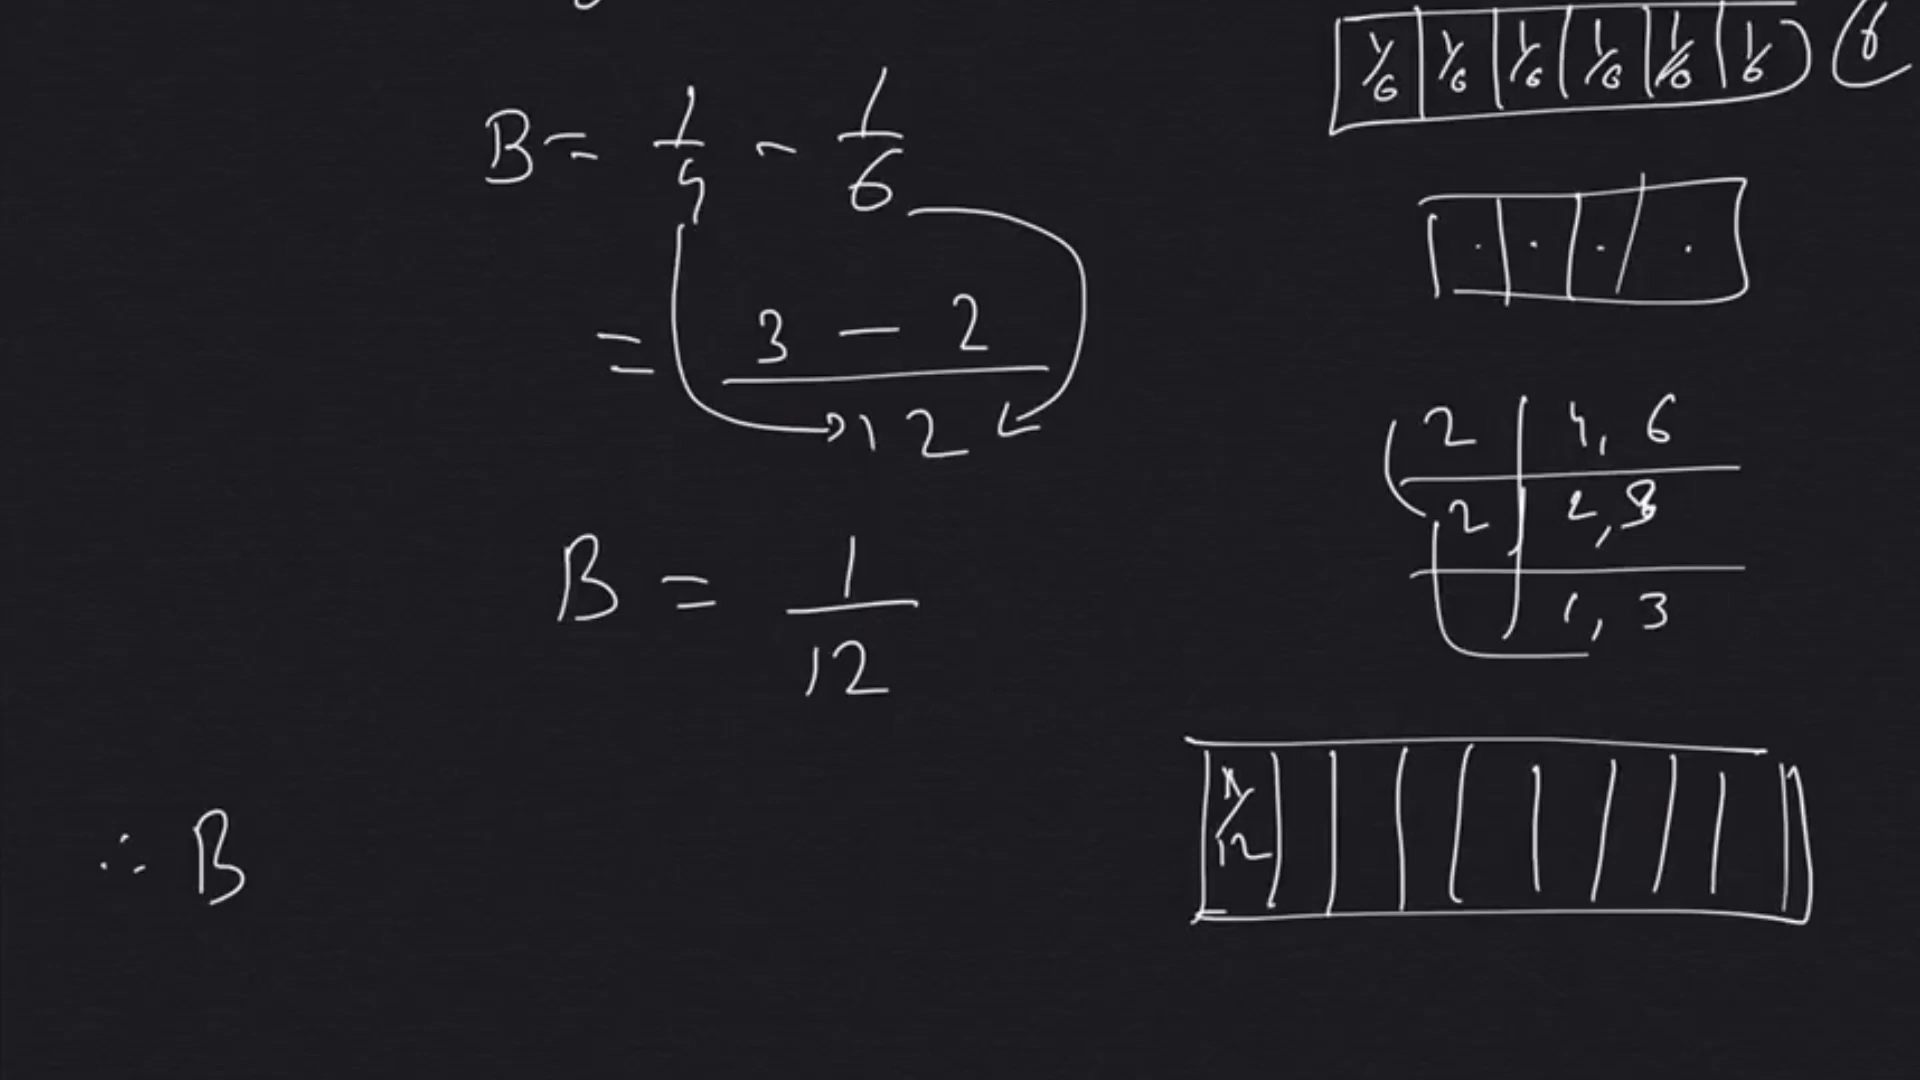 1/6 1/6 1/6 1/6 1/6 1/6 6
B = 1/4 - 1/6
= 3 - 2 / 12
2 | 4, 6
2 | 2, 3
1, 3
B = 1/12
1/12
∴ B